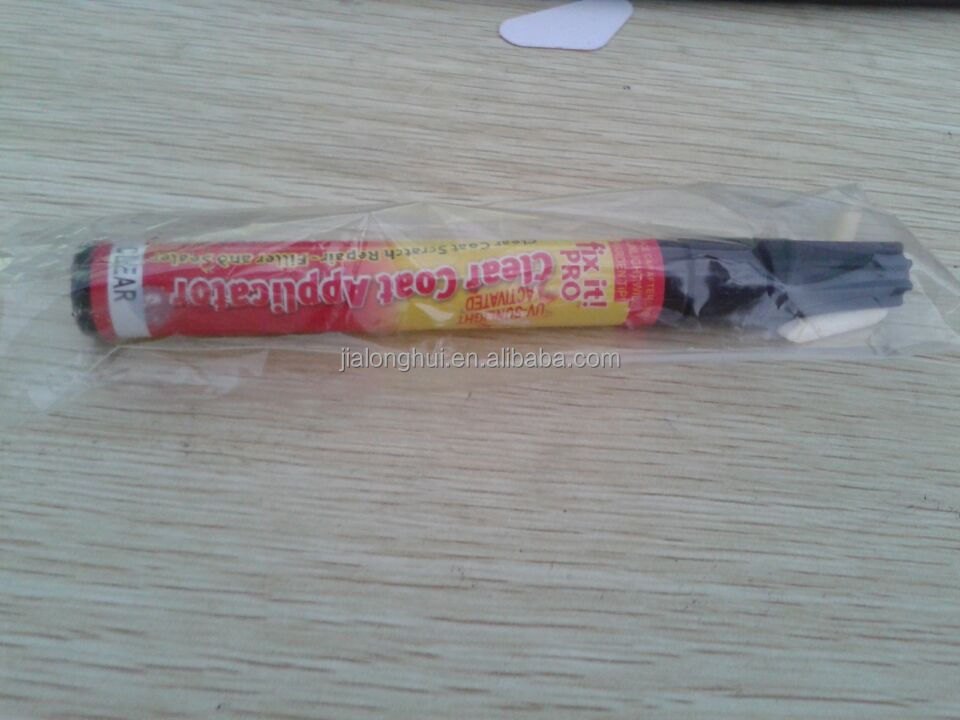 fix it!
PRO
UV-SUNLIGHT
ACTIVATED
Clear Coat Applicator
Clear Coat Scratch Repair - Filler and Sealer
CLEAR
jialonghui.en.alibaba.com